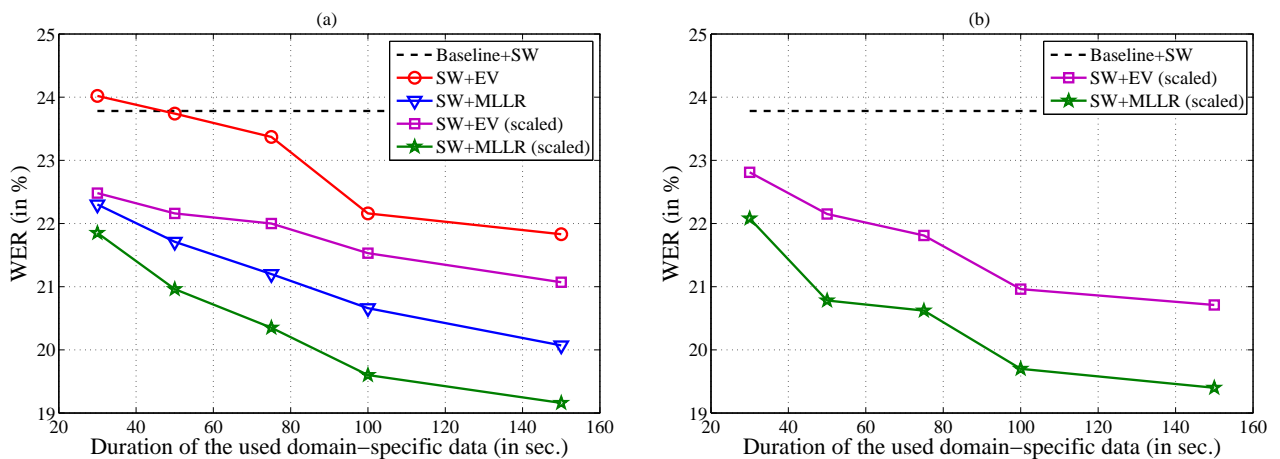 (a)
25
24
23
22
21
20
19
WER (in %)
20 40 60 80 100 120 140 160
Duration of the used domain−specific data (in sec.)
Baseline+SW
SW+EV
SW+MLLR
SW+EV (scaled)
SW+MLLR (scaled)
(b)
25
24
23
22
21
20
19
WER (in %)
20 40 60 80 100 120 140 160
Duration of the used domain−specific data (in sec.)
Baseline+SW
SW+EV (scaled)
SW+MLLR (scaled)